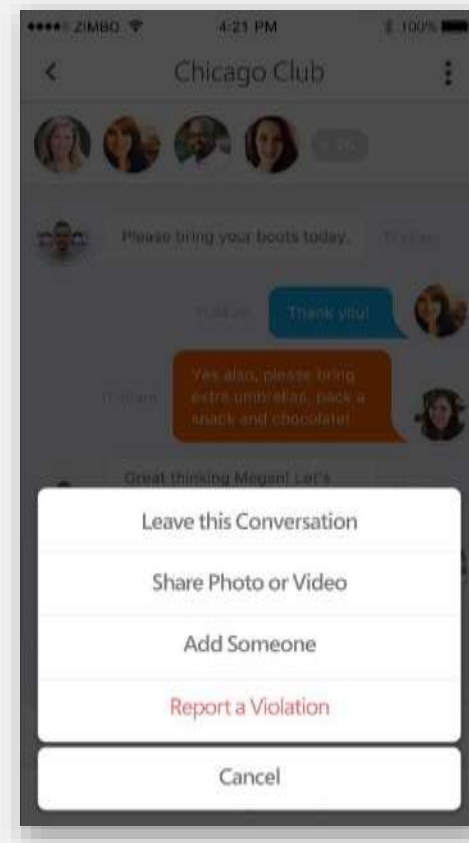 ZIMBO 4:21 PM 100%
Chicago Club
Please bring your boots today.
Thank you!
Yes also, please bring
extra umbrellas, pack a
snack and chocolate!
Great thinking Megan! Let's
Leave this Conversation
Share Photo or Video
Add Someone
Report a Violation
Cancel